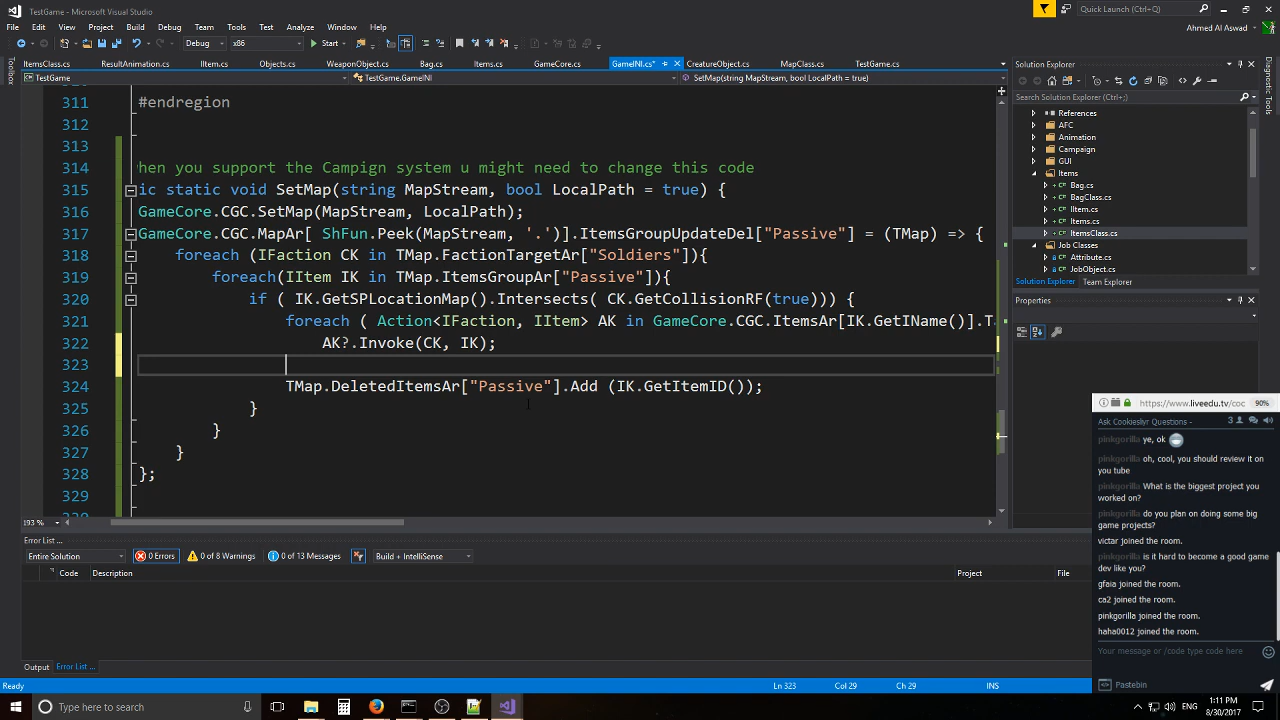 TestGame - Microsoft Visual Studio
Quick Launch (Ctrl+Q)
File Edit View Project Build Debug Team Tools Test Analyze Window Help
Ahmed Al Aswad
Debug x86 Start
ItemsClass.cs ResultAnimation.cs IItem.cs Objects.cs WeaponObject.cs Bag.cs Items.cs GameCore.cs GameINI.cs* CreatureObject.cs MapClass.cs TestGame.cs
Toolbox
TestGame TestGame.GameINI SetMap(string MapStream, bool LocalPath = true)
311 #endregion
312
313
314 hen you support the Campign system u might need to change this code
315 ic static void SetMap(string MapStream, bool LocalPath = true) {
316 GameCore.CGC.SetMap(MapStream, LocalPath);
317 GameCore.CGC.MapAr[ ShFun.Peek(MapStream, '.')].ItemsGroupUpdateDel["Passive"] = (TMap) => {
318 foreach (IFaction CK in TMap.FactionTargetAr["Soldiers"]){
319 foreach(IItem IK in TMap.ItemsGroupAr["Passive"]){
320 if ( IK.GetSPLocationMap().Intersects( CK.GetCollisionRF(true))) {
321 foreach ( Action<IFaction, IItem> AK in GameCore.CGC.ItemsAr[IK.GetIName()].T
322 AK?.Invoke(CK, IK);
323
324 TMap.DeletedItemsAr["Passive"].Add (IK.GetItemID());
325 }
326 }
327 }
328 };
329
193 %
Solution Explorer
Search Solution Explorer (Ctrl+;)
References
AFC
Animation
Campaign
GUI
Items
Bag.cs
BagClass.cs
IItem.cs
Items.cs
ItemsClass.cs
Job Classes
Attribute.cs
JobObject.cs
Solution Explorer Team Explorer
Properties
Diagnostic Tools
Error List ...
Entire Solution 0 Errors 0 of 8 Warnings 0 of 13 Messages Build + IntelliSense
Code Description Project File
Output Error List ...
Ready Ln 323 Col 29 Ch 29 INS
https://www.liveedu.tv/coc 90%
Ask Cookiesliyr Questions - 3
pinkgorilla ye, ok
pinkgorilla oh, cool, you should review it on
you tube
pinkgorilla What is the biggest project you
worked on?
pinkgorilla do you plan on doing some big
game projects?
victar joined the room.
pinkgorilla is it hard to become a good game
dev like you?
gfaia joined the room.
ca2 joined the room.
pinkgorilla joined the room.
haha0012 joined the room.
Your message or /code type code here
Pastebin
Type here to search
ENG
1:11 PM
8/30/2017